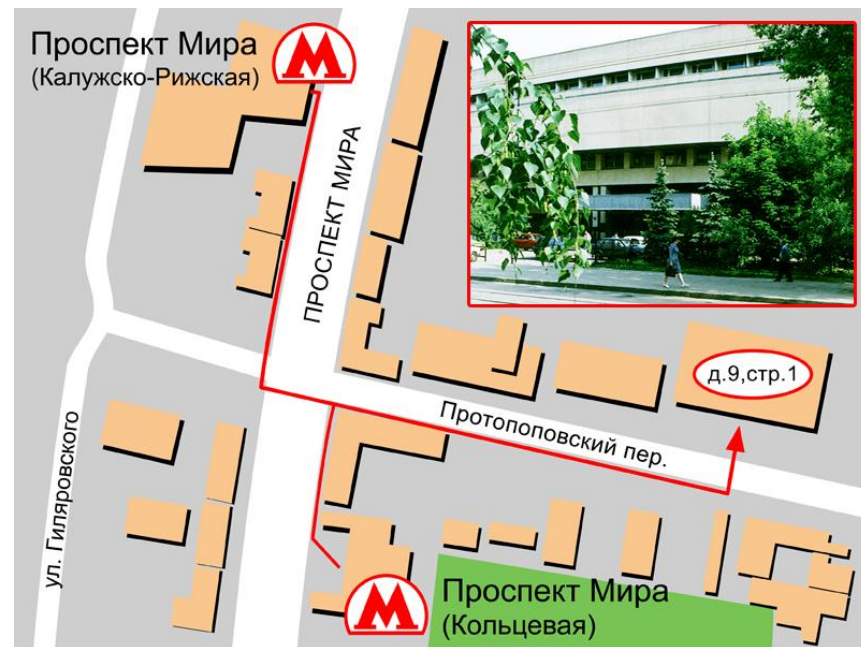 Проспект Мира
(Калужско-Рижская)
ПРОСПЕКТ МИРА
д.9,стр.1
Протопоповский пер.
ул. Гиляровского
Проспект Мира
(Кольцевая)